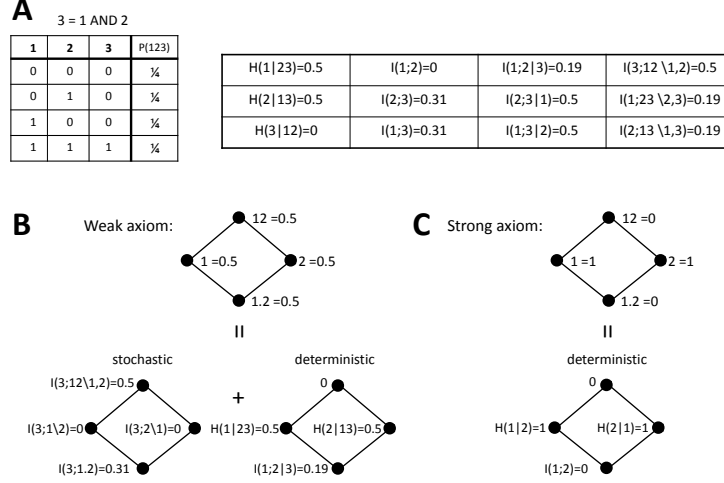 A
3 = 1 AND 2
1 2 3 P(123)
0 0 0 ¼
0 1 0 ¼
1 0 0 ¼
1 1 1 ¼
H(1|23)=0.5 I(1;2)=0 I(1;2|3)=0.19 I(3;12 \1,2)=0.5
H(2|13)=0.5 I(2;3)=0.31 I(2;3|1)=0.5 I(1;23 \2,3)=0.19
H(3|12)=0 I(1;3)=0.31 I(1;3|2)=0.5 I(2;13 \1,3)=0.19
B
Weak axiom:
12 =0.5
1 =0.5 2 =0.5
1.2 =0.5
=
stochastic + deterministic
I(3;12\1,2)=0.5 0
I(3;1\2)=0 I(3;2\1)=0 H(1|23)=0.5 H(2|13)=0.5
I(3;1.2)=0.31 I(1;2|3)=0.19
C
Strong axiom:
12 =0
1 =1 2 =1
1.2 =0
=
deterministic
0
H(1|2)=1 H(2|1)=1
I(1;2)=0